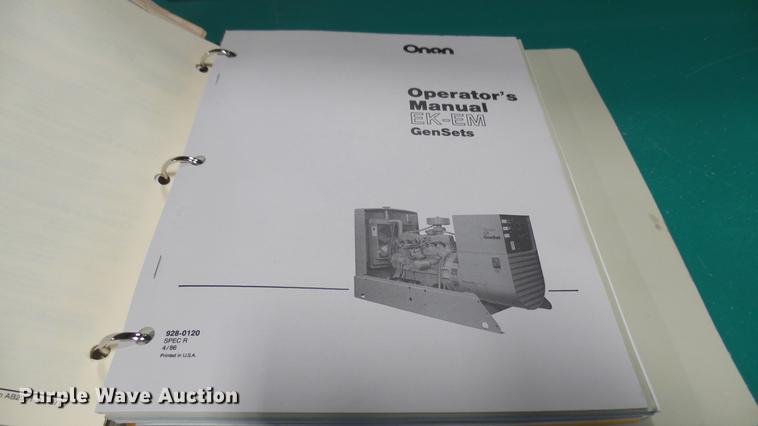 Onan
Operator's
Manual
EK-EM
GenSets
928-0120
SPEC R
4/86
Printed in U.S.A.
Purple Wave Auction